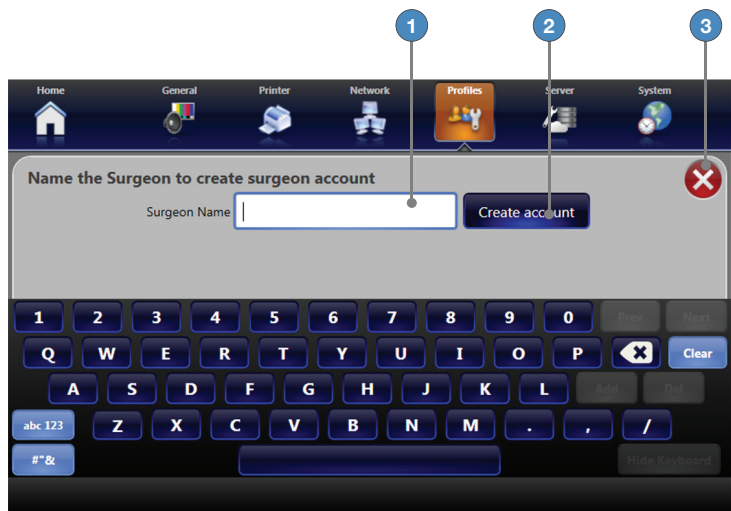 1 2 3
Home General Printer Network Profiles Server System
Name the Surgeon to create surgeon account
Surgeon Name Create account
1 2 3 4 5 6 7 8 9 0 Prev Next
Q W E R T Y U I O P Clear
A S D F G H J K L Add Del
abc 123 Z X C V B N M . , /
#"& Hide Keyboard